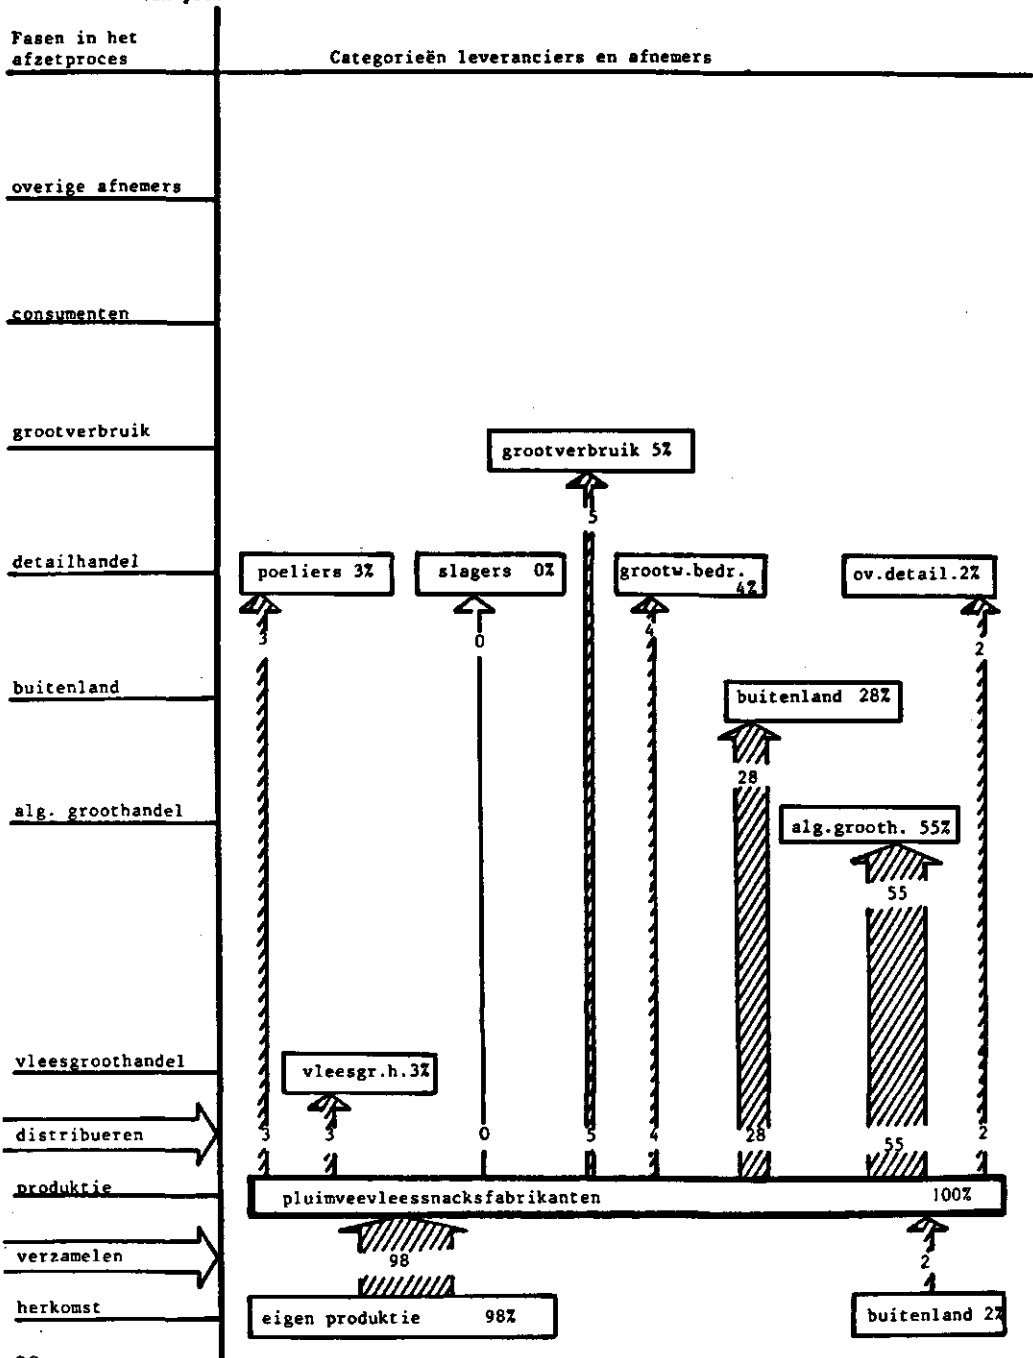 Fasen in het
afzetproces
Categorieën leveranciers en afnemers
overige afnemers
consumenten
grootverbruik
grootverbruik 5%
5
detailhandel
poeliers 3%
slagers 0%
grootw.bedr.
4%
ov.detail.2%
3
0
4
2
buitenland
buitenland 28%
28
alg. groothandel
alg.grooth. 55%
55
vleesgroothandel
vleesgr.h.3%
distribueren
3
3
0
5
4
28
55
2
produktie
pluimveevleessnacksfabrikanten 100%
verzamelen
98
2
herkomst
eigen produktie 98%
buitenland 2%